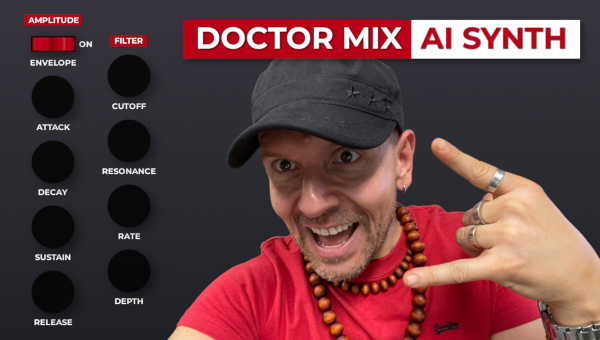 DOCTOR MIX AI SYNTH
AMPLITUDE
ON
ENVELOPE
ATTACK
DECAY
SUSTAIN
RELEASE
FILTER
CUTOFF
RESONANCE
RATE
DEPTH